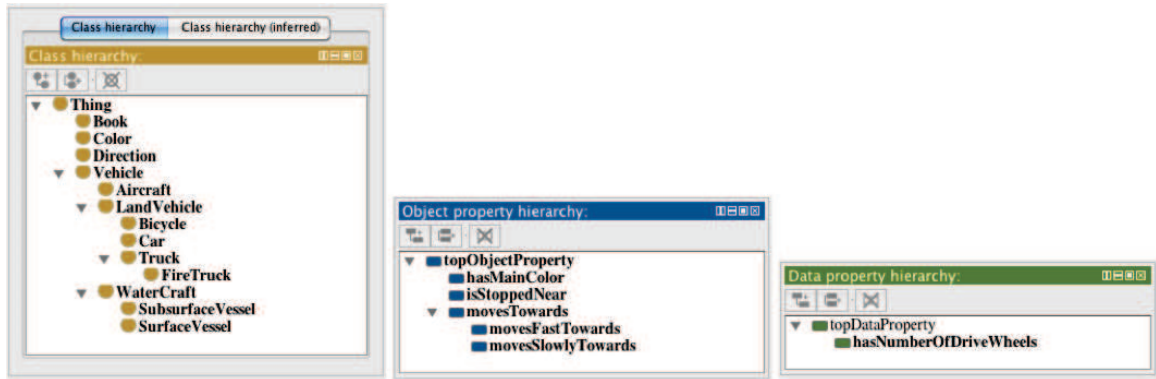 Class hierarchy Class hierarchy (inferred)
Class hierarchy:
Thing
Book
Color
Direction
Vehicle
Aircraft
LandVehicle
Bicycle
Car
Truck
FireTruck
WaterCraft
SubsurfaceVessel
SurfaceVessel
Object property hierarchy:
topObjectProperty
hasMainColor
isStoppedNear
movesTowards
movesFastTowards
movesSlowlyTowards
Data property hierarchy:
topDataProperty
hasNumberOfDriveWheels